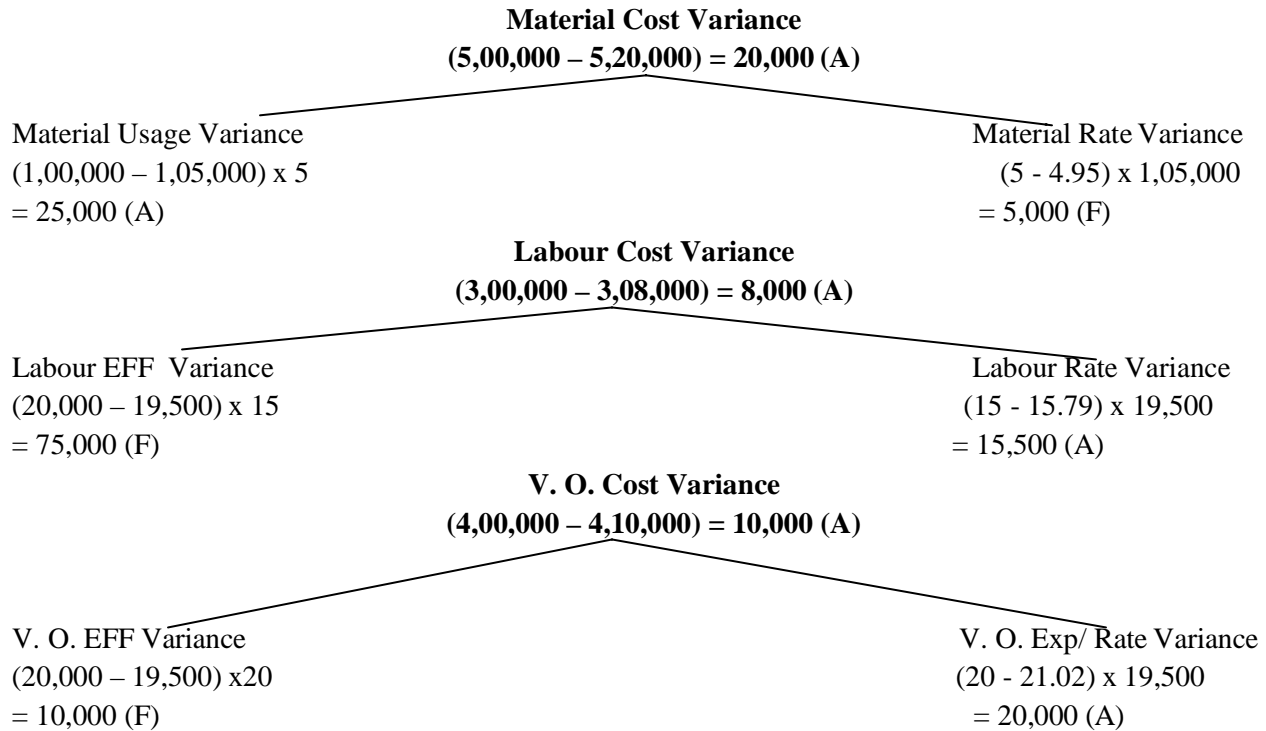 Material Cost Variance
(5,00,000 – 5,20,000) = 20,000 (A)
Material Usage Variance
(1,00,000 – 1,05,000) x 5
= 25,000 (A)
Material Rate Variance
(5 - 4.95) x 1,05,000
= 5,000 (F)
Labour Cost Variance
(3,00,000 – 3,08,000) = 8,000 (A)
Labour EFF Variance
(20,000 – 19,500) x 15
= 75,000 (F)
Labour Rate Variance
(15 - 15.79) x 19,500
= 15,500 (A)
V. O. Cost Variance
(4,00,000 – 4,10,000) = 10,000 (A)
V. O. EFF Variance
(20,000 – 19,500) x20
= 10,000 (F)
V. O. Exp/ Rate Variance
(20 - 21.02) x 19,500
= 20,000 (A)